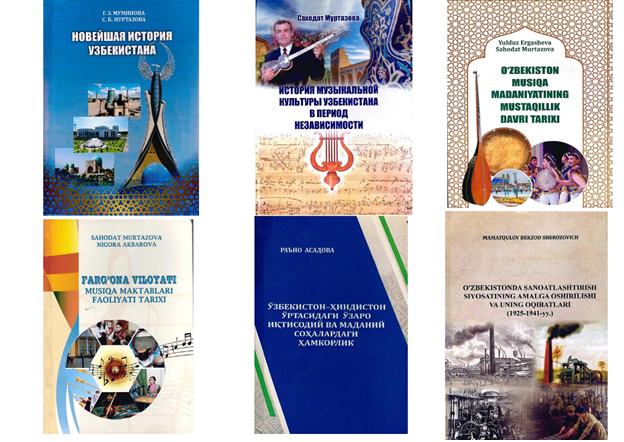 Г. Э. МУМИНОВА
С. Б. МУРТАЗОВА
НОВЕЙШАЯ ИСТОРИЯ
УЗБЕКИСТАНА
Саходат Муртазова
ИСТОРИЯ МУЗЫКАЛЬНОЙ
КУЛЬТУРЫ УЗБЕКИСТАНА
В ПЕРИОД
НЕЗАВИСИМОСТИ
Yulduz Ergasheva
Sahodat Murtazova
O'ZBEKISTON
MUSIQA
MADANIYATINING
MUSTAQILLIK
DAVRI TARIXI
SAHODAT MURTAZOVA
NIGORA AKBAROVA
FARG'ONA VILOYATI
MUSIQA MAKTABLARI
FAOLIYATI TARIXI
РАЪНО АСАДОВА
ЎЗБЕКИСТОН-ҲИНДИСТОН
ЎРТАСИДАГИ ЎЗАРО
ИҚТИСОДИЙ ВА МАДАНИЙ
СОҲАЛАРДАГИ
ҲАМКОРЛИК
MAMATQULOV BEKZOD SHEROZOVICH
O'ZBEKISTONDA SANOATLASHTIRISH
SIYOSATINING AMALGA OSHIRILISHI
VA UNING OQIBATLARI
(1925-1941-yy.)